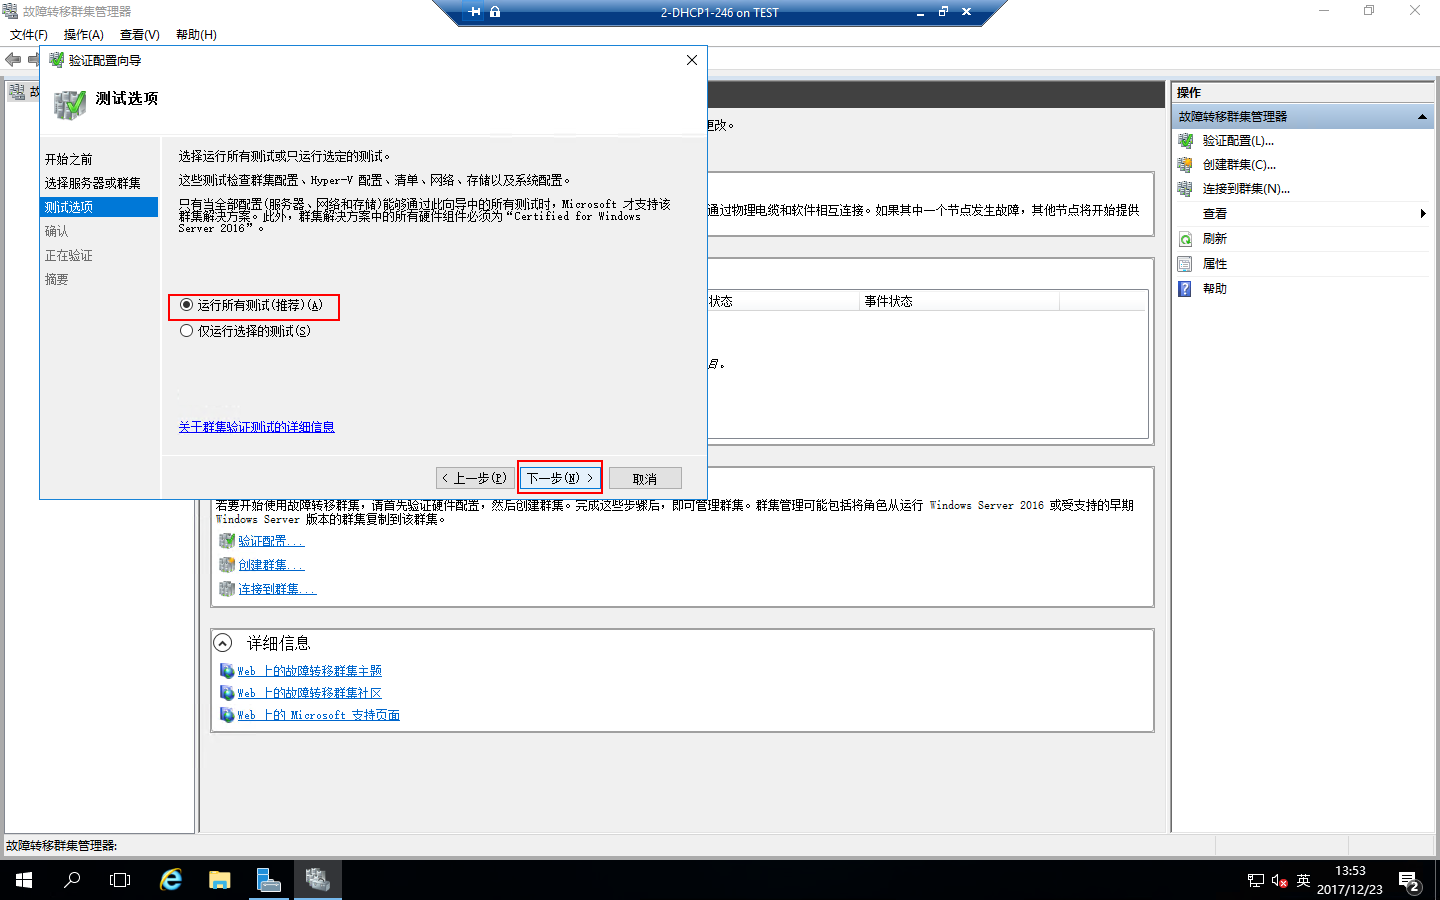 故障转移群集管理器
2-DHCP1-246 on TEST
文件(F) 操作(A) 查看(V) 帮助(H)
验证配置向导
测试选项
开始之前
选择服务器或群集
测试选项
确认
正在验证
摘要
选择运行所有测试或只运行选定的测试。
这些测试检查群集配置、Hyper-V 配置、清单、网络、存储以及系统配置。
只有当全部配置(服务器、网络和存储)能够通过此向导中的所有测试时，Microsoft 才支持该
群集解决方案。此外，群集解决方案中的所有硬件组件必须为“Certified for Windows
Server 2016”。
运行所有测试(推荐)(A)
仅运行选择的测试(S)
关于群集验证测试的详细信息
< 上一步(P)
下一步(N) >
取消
故
更改。
通过物理电缆和软件相互连接。如果其中一个节点发生故障，其他节点将开始提供
状态
事件状态
目。
若要开始使用故障转移群集，请首先验证硬件配置，然后创建群集。完成这些步骤后，即可管理群集。群集管理可能包括将角色从运行 Windows Server 2016 或受支持的早期
Windows Server 版本的群集复制到该群集。
验证配置...
创建群集...
连接到群集...
详细信息
Web 上的故障转移群集主题
Web 上的故障转移群集社区
Web 上的 Microsoft 支持页面
操作
故障转移群集管理器
验证配置(L)...
创建群集(C)...
连接到群集(N)...
查看
刷新
属性
帮助
故障转移群集管理器:
英
13:53
2017/12/23
2